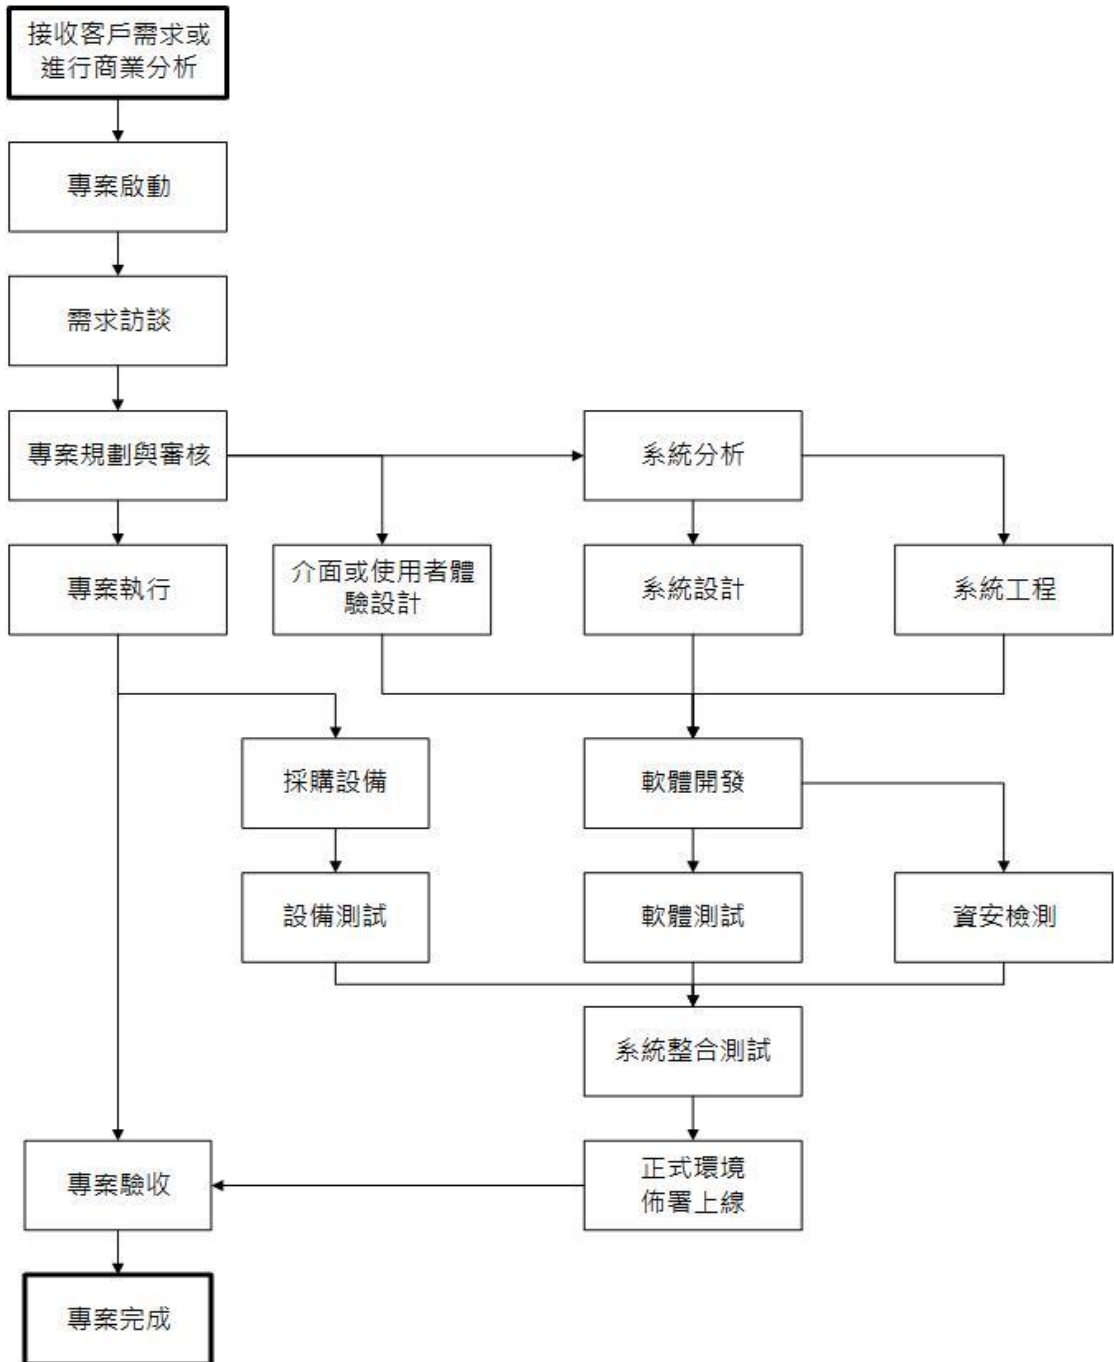 接收客戶需求或
進行商業分析
專案啟動
需求訪談
專案規劃與審核
系統分析
專案執行
介面或使用者體
驗設計
系統設計
系統工程
採購設備
軟體開發
設備測試
軟體測試
資安檢測
系統整合測試
專案驗收
正式環境
佈署上線
專案完成